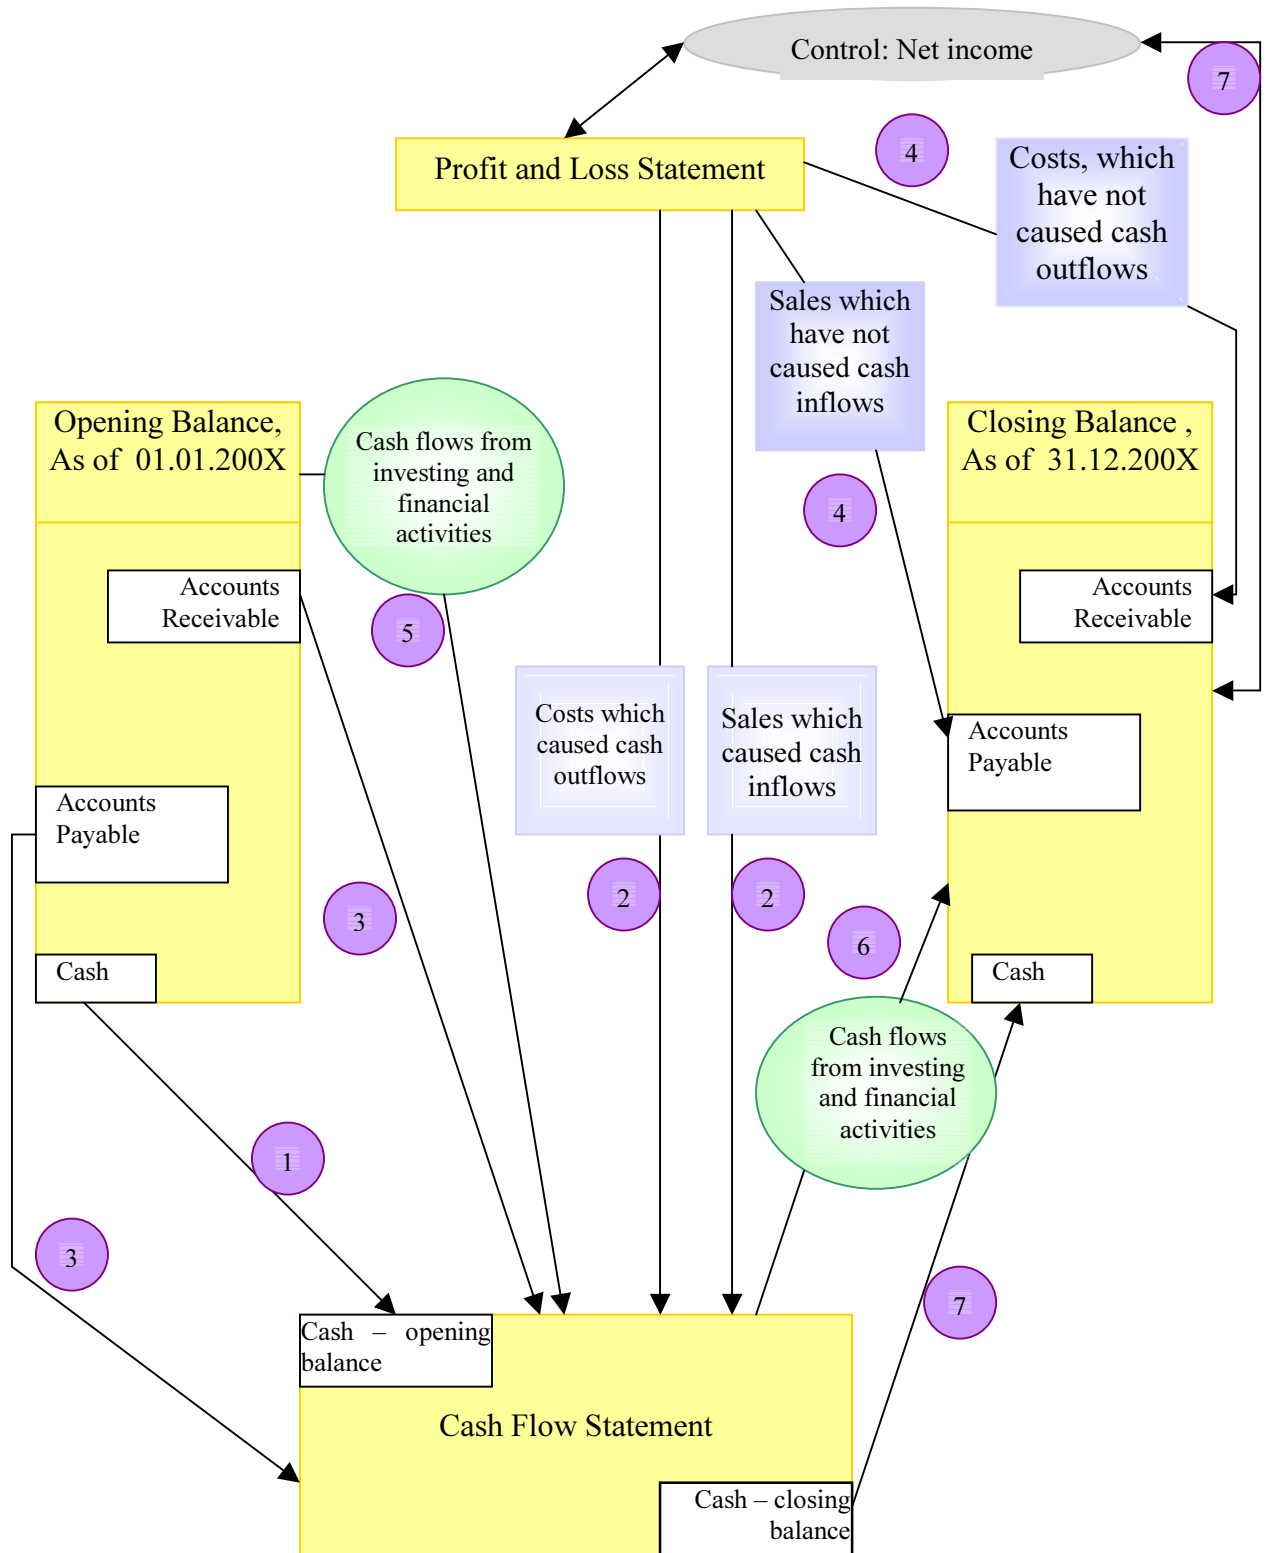 Control: Net income
7
4
Profit and Loss Statement
Costs, which
have not
caused cash
outflows
Sales which
have not
caused cash
inflows
Opening Balance,
As of 01.01.200X
Cash flows from
investing and
financial
activities
Closing Balance ,
As of 31.12.200X
4
Accounts
Receivable
5
Accounts
Receivable
Costs which
caused cash
outflows
Sales which
caused cash
inflows
Accounts
Payable
Accounts
Payable
3
2
2
6
Cash
Cash
Cash flows
from investing
and financial
activities
1
3
7
Cash – opening
balance
Cash Flow Statement
Cash – closing
balance